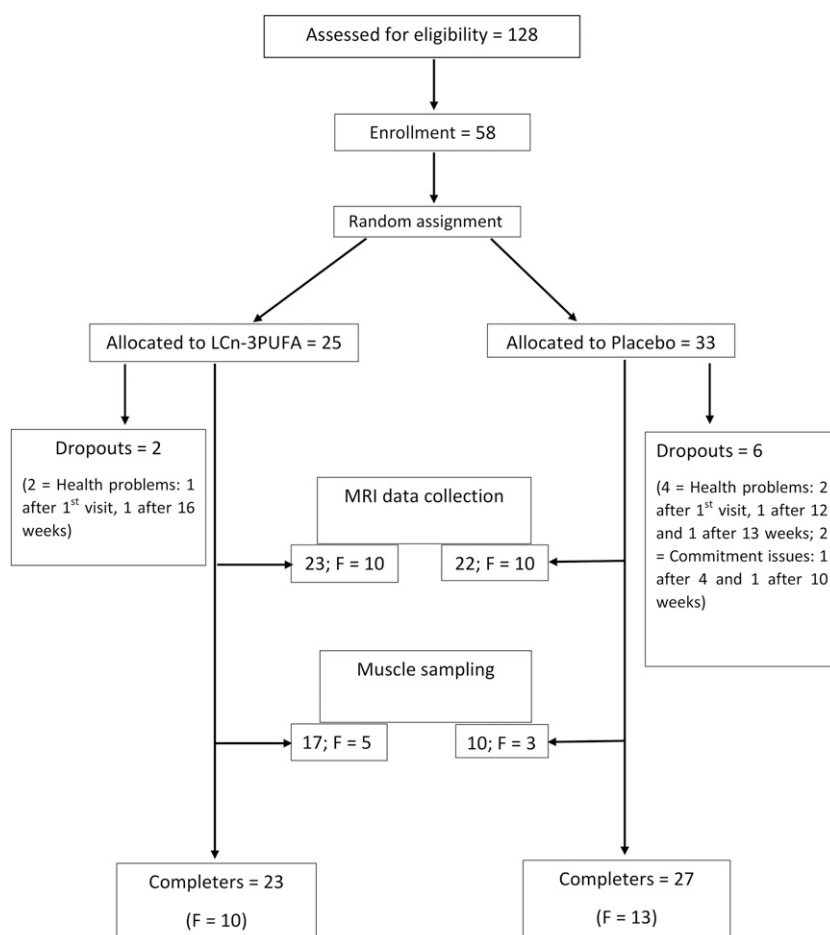 Assessed for eligibility = 128
Enrollment = 58
Random assignment
Allocated to LCn-3PUFA = 25
Allocated to Placebo = 33
Dropouts = 2
(2 = Health problems: 1
after 1st visit, 1 after 16
weeks)
Dropouts = 6
(4 = Health problems: 2
after 1st visit, 1 after 12
and 1 after 13 weeks; 2
= Commitment issues: 1
after 4 and 1 after 10
weeks)
MRI data collection
23; F = 10
22; F = 10
Muscle sampling
17; F = 5
10; F = 3
Completers = 23
(F = 10)
Completers = 27
(F = 13)